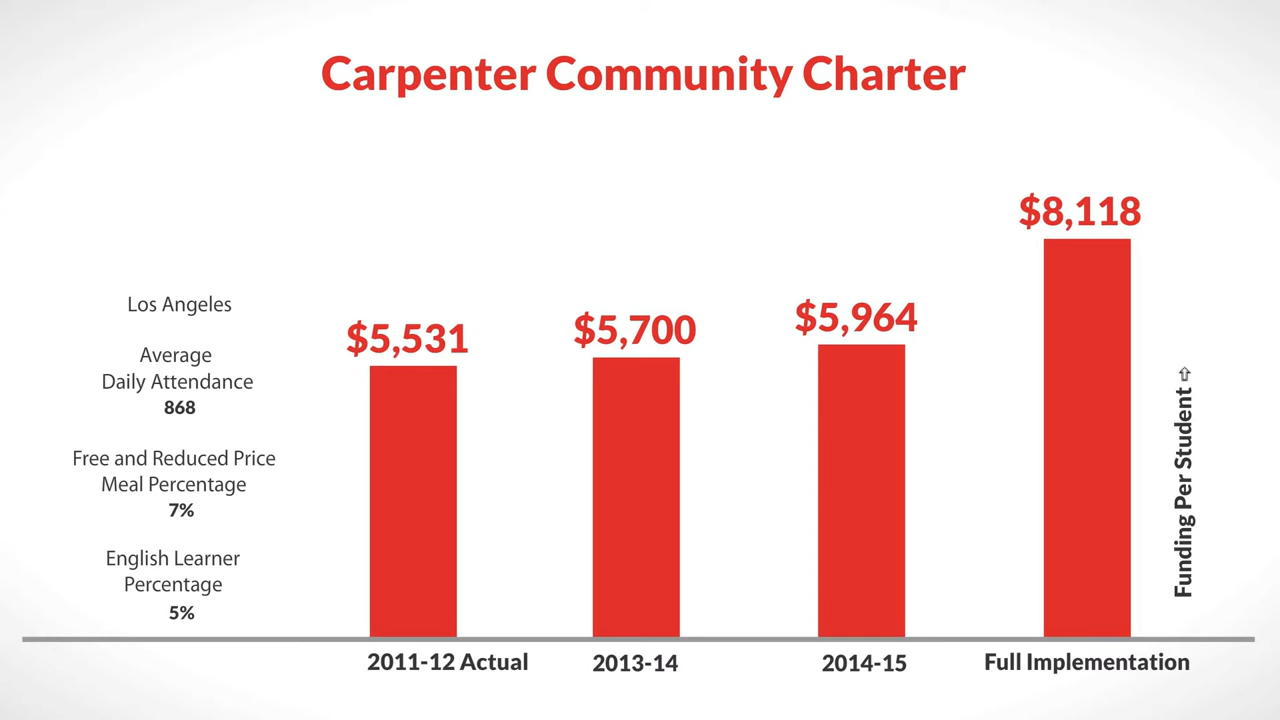 Carpenter Community Charter
Los Angeles
Average
Daily Attendance
868
Free and Reduced Price
Meal Percentage
7%
English Learner
Percentage
5%
$5,531
$5,700
$5,964
$8,118
2011-12 Actual
2013-14
2014-15
Full Implementation
Funding Per Student ⇨